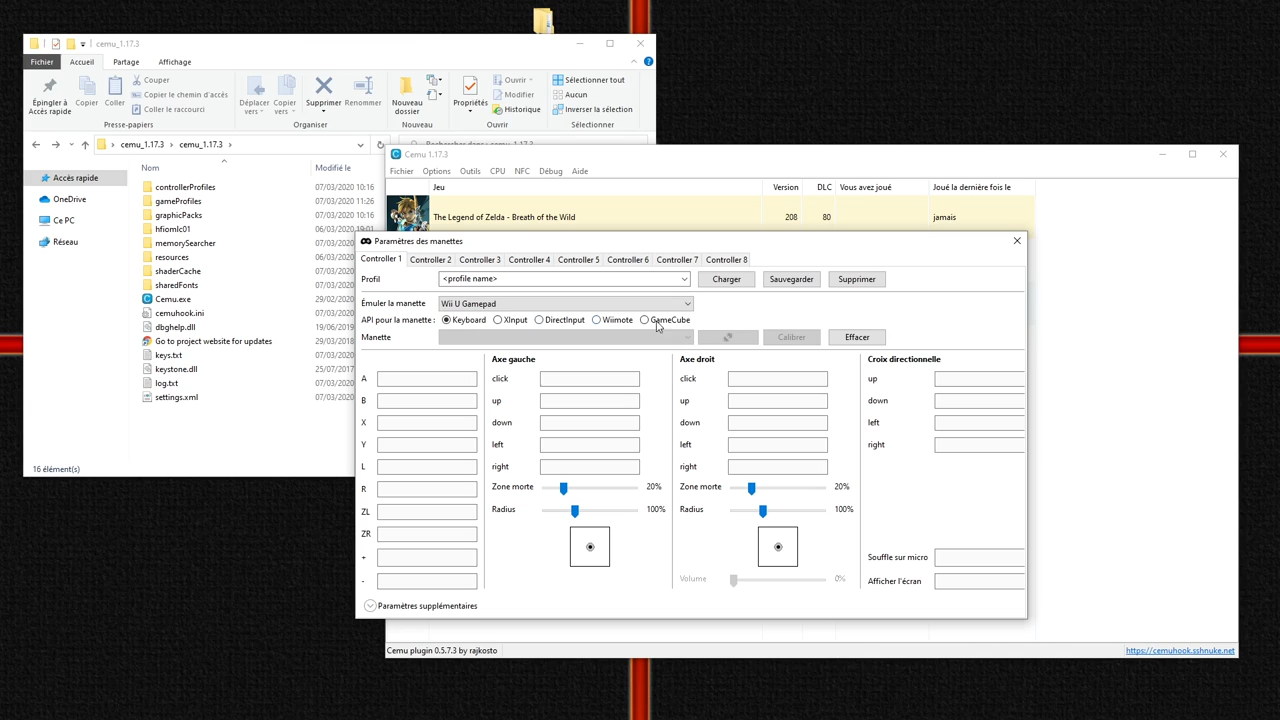 cemu_1.17.3
Fichier Accueil Partage Affichage
Épingler à Accès rapide
Copier
Coller
Couper
Copier le chemin d'accès
Coller le raccourci
Presse-papiers
Déplacer vers
Copier vers
Supprimer
Renommer
Organiser
Nouveau dossier
Nouveau
Propriétés
Ouvrir
Modifier
Historique
Ouvrir
Sélectionner tout
Aucun
Inverser la sélection
Sélectionner
cemu_1.17.3 > cemu_1.17.3 >
Accès rapide
OneDrive
Ce PC
Réseau
Nom Modifié le
controllerProfiles 07/03/2020 10:16
gameProfiles 07/03/2020 11:26
graphicPacks 07/03/2020 10:16
hfiomlc01
memorySearcher 07/03/2020
resources 07/03/2020
shaderCache 07/03/2020
sharedFonts 07/03/2020
Cemu.exe 29/02/2020
cemuhook.ini 07/03/2020
dbghelp.dll 19/06/2019
Go to project website for updates 07/03/2020
keys.txt 07/03/2020
keystone.dll 25/07/2017
log.txt 07/03/2020
settings.xml 07/03/2020
16 élément(s)
Cemu 1.17.3
Fichier Options Outils CPU NFC Débug Aide
Jeu Version DLC Vous avez joué Joué la dernière fois le
The Legend of Zelda - Breath of the Wild 208 80 jamais
Paramètres des manettes
Controller 1 Controller 2 Controller 3 Controller 4 Controller 5 Controller 6 Controller 7 Controller 8
Profil <profile name> Charger Sauvegarder Supprimer
Émuler la manette Wii U Gamepad
API pour la manette : Keyboard XInput DirectInput Wiimote GameCube
Manette Calibrer Effacer
Axe gauche Axe droit Croix directionnelle
A click click up
B up up down
X down down left
Y left left right
L right right
R Zone morte 20% Zone morte 20%
ZL Radius 100% Radius 100%
ZR
+ Souffle sur micro
- Volume 0% Afficher l'écran
Paramètres supplémentaires
Cemu plugin 0.5.7.3 by rajkosto https://cemuhook.sshnuke.net